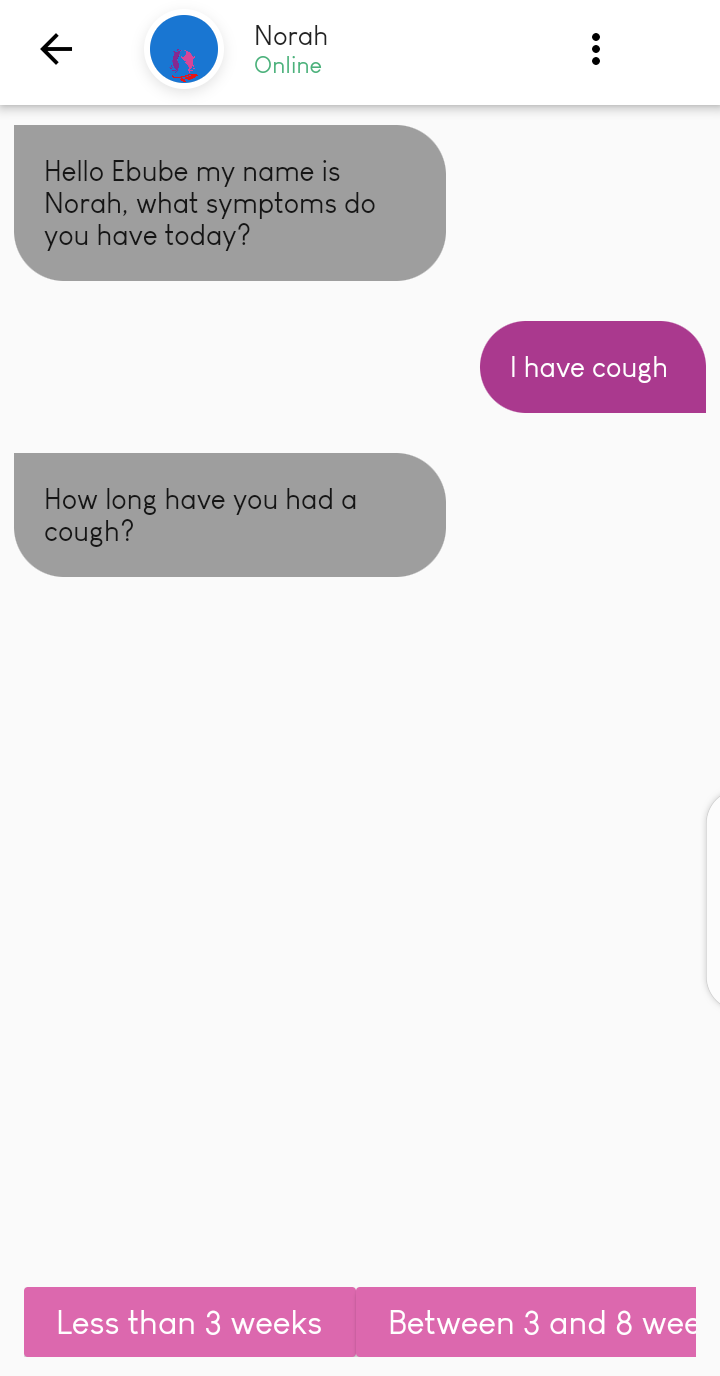 Norah
Online
Hello Ebube my name is
Norah, what symptoms do
you have today?
I have cough
How long have you had a
cough?
Less than 3 weeks
Between 3 and 8 wee